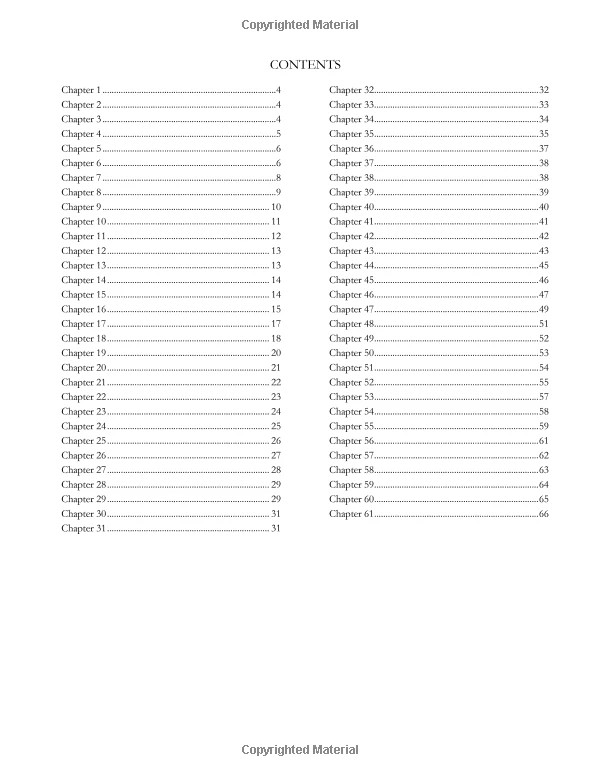 Copyrighted Material
CONTENTS
Chapter 1..........4
Chapter 2..........4
Chapter 3..........4
Chapter 4..........5
Chapter 5..........6
Chapter 6..........6
Chapter 7..........8
Chapter 8..........9
Chapter 9.......... 10
Chapter 10.......... 11
Chapter 11.......... 12
Chapter 12.......... 13
Chapter 13.......... 13
Chapter 14.......... 14
Chapter 15.......... 14
Chapter 16.......... 15
Chapter 17.......... 17
Chapter 18.......... 18
Chapter 19.......... 20
Chapter 20.......... 21
Chapter 21.......... 22
Chapter 22.......... 23
Chapter 23.......... 24
Chapter 24.......... 25
Chapter 25.......... 26
Chapter 26.......... 27
Chapter 27.......... 28
Chapter 28.......... 29
Chapter 29.......... 29
Chapter 30.......... 31
Chapter 31.......... 31
Chapter 32..........32
Chapter 33..........33
Chapter 34..........34
Chapter 35..........35
Chapter 36..........37
Chapter 37..........38
Chapter 38..........38
Chapter 39..........39
Chapter 40..........40
Chapter 41..........41
Chapter 42..........42
Chapter 43..........43
Chapter 44..........45
Chapter 45..........46
Chapter 46..........47
Chapter 47..........49
Chapter 48..........51
Chapter 49..........52
Chapter 50..........53
Chapter 51..........54
Chapter 52..........55
Chapter 53..........57
Chapter 54..........58
Chapter 55..........59
Chapter 56..........61
Chapter 57..........62
Chapter 58..........63
Chapter 59..........64
Chapter 60..........65
Chapter 61..........66
Copyrighted Material